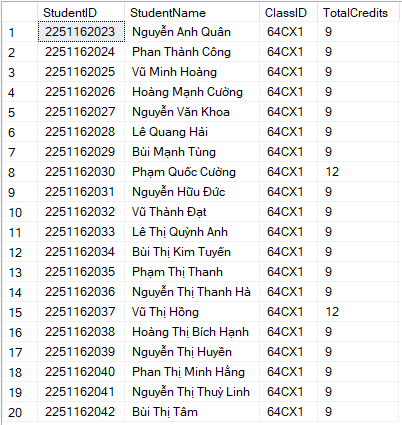 StudentID StudentName ClassID TotalCredits
1 2251162023 Nguyễn Anh Quân 64CX1 9
2 2251162024 Phan Thành Công 64CX1 9
3 2251162025 Vũ Minh Hoàng 64CX1 9
4 2251162026 Hoàng Mạnh Cường 64CX1 9
5 2251162027 Nguyễn Văn Khoa 64CX1 9
6 2251162028 Lê Quang Hải 64CX1 9
7 2251162029 Bùi Mạnh Tùng 64CX1 9
8 2251162030 Phạm Quốc Cường 64CX1 12
9 2251162031 Nguyễn Hữu Đức 64CX1 9
10 2251162032 Vũ Thành Đạt 64CX1 9
11 2251162033 Lê Thị Quỳnh Anh 64CX1 9
12 2251162034 Bùi Thị Kim Tuyến 64CX1 9
13 2251162035 Phạm Thị Thanh 64CX1 9
14 2251162036 Nguyễn Thị Thanh Hà 64CX1 9
15 2251162037 Vũ Thị Hồng 64CX1 12
16 2251162038 Hoàng Thị Bích Hạnh 64CX1 9
17 2251162039 Nguyễn Thị Huyền 64CX1 9
18 2251162040 Phan Thị Minh Hằng 64CX1 9
19 2251162041 Nguyễn Thị Thuỳ Linh 64CX1 9
20 2251162042 Bùi Thị Tâm 64CX1 9